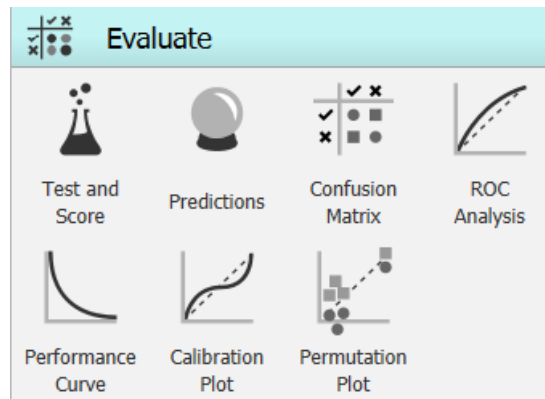 Evaluate
Test and
Score
Predictions
Confusion
Matrix
ROC
Analysis
Performance
Curve
Calibration
Plot
Permutation
Plot